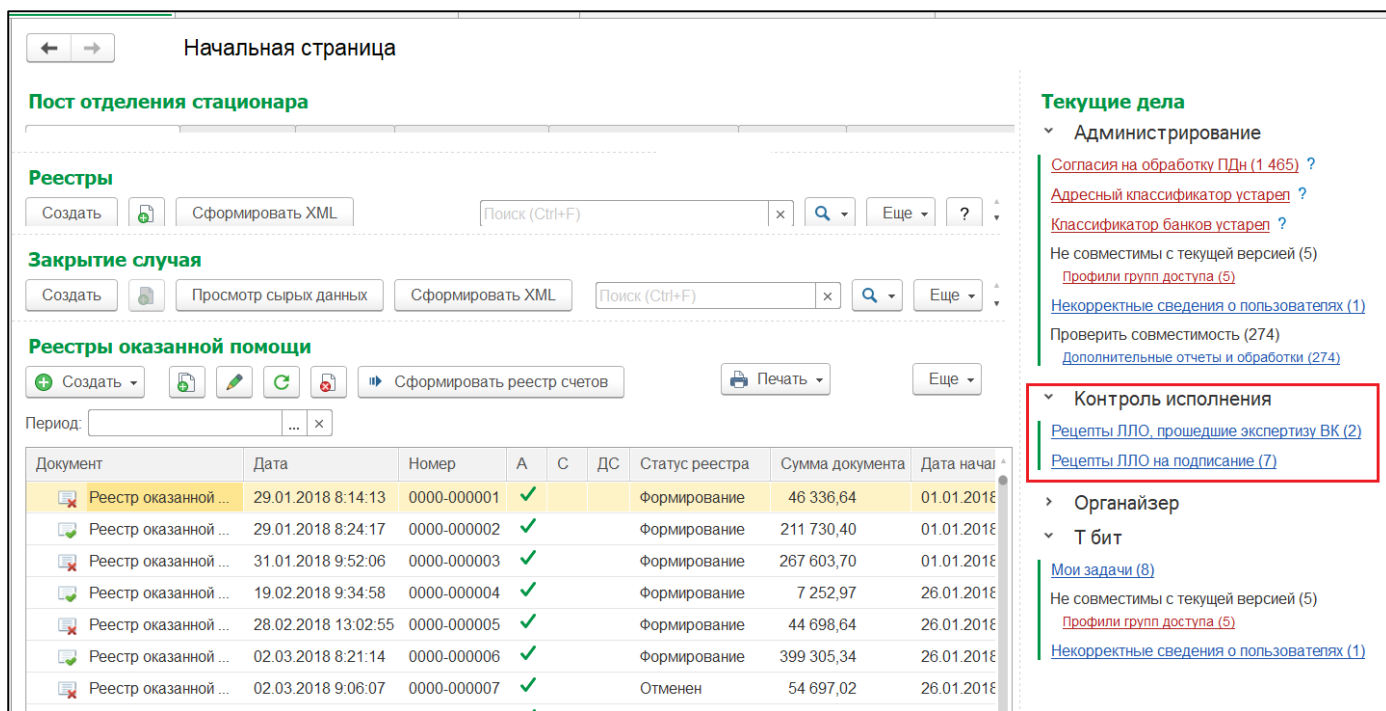 Начальная страница
Пост отделения стационара
Реестры
Создать Сформировать XML Поиск (Ctrl+F) × Еще ?
Закрытие случая
Создать Просмотр сырых данных Сформировать XML Поиск (Ctrl+F) × Еще
Реестры оказанной помощи
Создать Сформировать реестр счетов Печать Еще
Период: ... ×
Документ Дата Номер А С ДС Статус реестра Сумма документа Дата начал
Реестр оказанной ... 29.01.2018 8:14:13 0000-000001 Формирование 46 336,64 01.01.2018
Реестр оказанной ... 29.01.2018 8:24:17 0000-000002 Формирование 211 730,40 01.01.2018
Реестр оказанной ... 31.01.2018 9:52:06 0000-000003 Формирование 267 603,70 01.01.2018
Реестр оказанной ... 19.02.2018 9:34:58 0000-000004 Формирование 7 252,97 26.01.2018
Реестр оказанной ... 28.02.2018 13:02:55 0000-000005 Формирование 44 698,64 26.01.2018
Реестр оказанной ... 02.03.2018 8:21:14 0000-000006 Формирование 399 305,34 26.01.2018
Реестр оказанной ... 02.03.2018 9:06:07 0000-000007 Отменен 54 697,02 26.01.2018
Текущие дела
Администрирование
Согласия на обработку ПДн (1 465) ?
Адресный классификатор устарел ?
Классификатор банков устарел ?
Не совместимы с текущей версией (5)
Профили групп доступа (5)
Некорректные сведения о пользователях (1)
Проверить совместимость (274)
Дополнительные отчеты и обработки (274)
Контроль исполнения
Рецепты ЛЛО, прошедшие экспертизу ВК (2)
Рецепты ЛЛО на подписание (7)
Органайзер
Т бит
Мои задачи (8)
Не совместимы с текущей версией (5)
Профили групп доступа (5)
Некорректные сведения о пользователях (1)